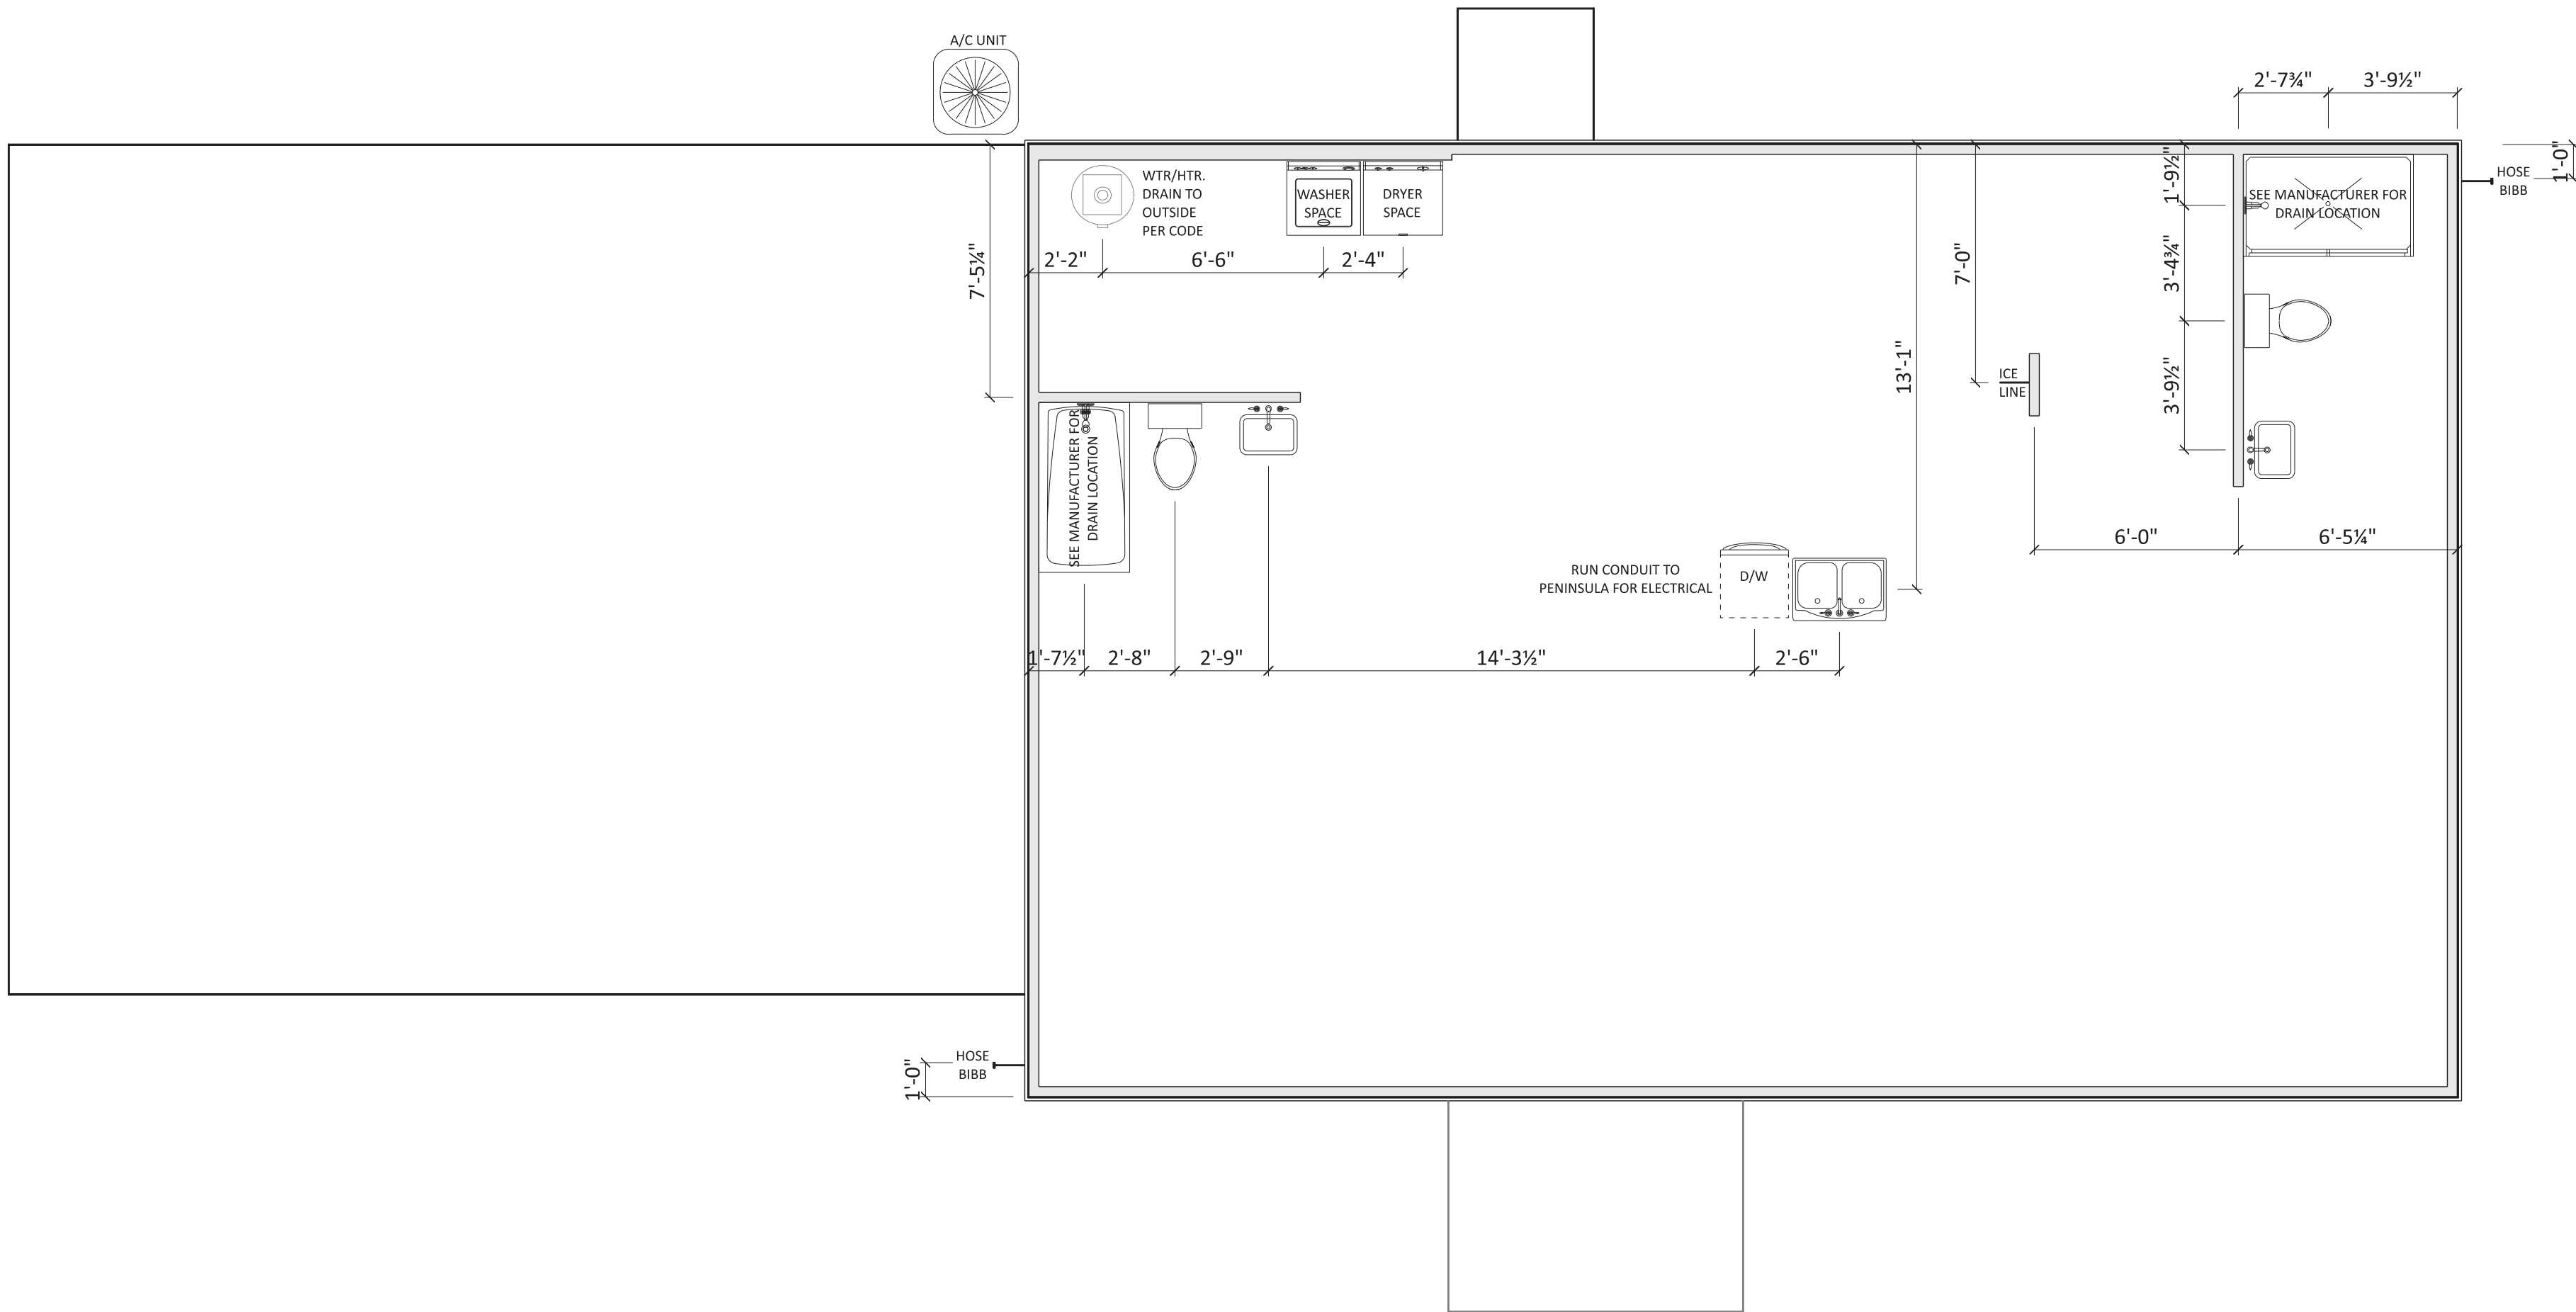 A/C UNIT
2'-7¾"
3'-9½"
1'-0"
HOSE
BIBB
WTR/HTR.
DRAIN TO
OUTSIDE
PER CODE
WASHER
SPACE
DRYER
SPACE
1'-9½"
SEE MANUFACTURER FOR
DRAIN LOCATION
7'-5¼"
2'-2"
6'-6"
2'-4"
7'-0"
3'-4¾"
13'-1"
ICE
LINE
3'-9½"
SEE MANUFACTURER FOR
DRAIN LOCATION
6'-0"
6'-5¼"
RUN CONDUIT TO
PENINSULA FOR ELECTRICAL
D/W
1'-7½"
2'-8"
2'-9"
14'-3½"
2'-6"
HOSE
BIBB
1'-0"